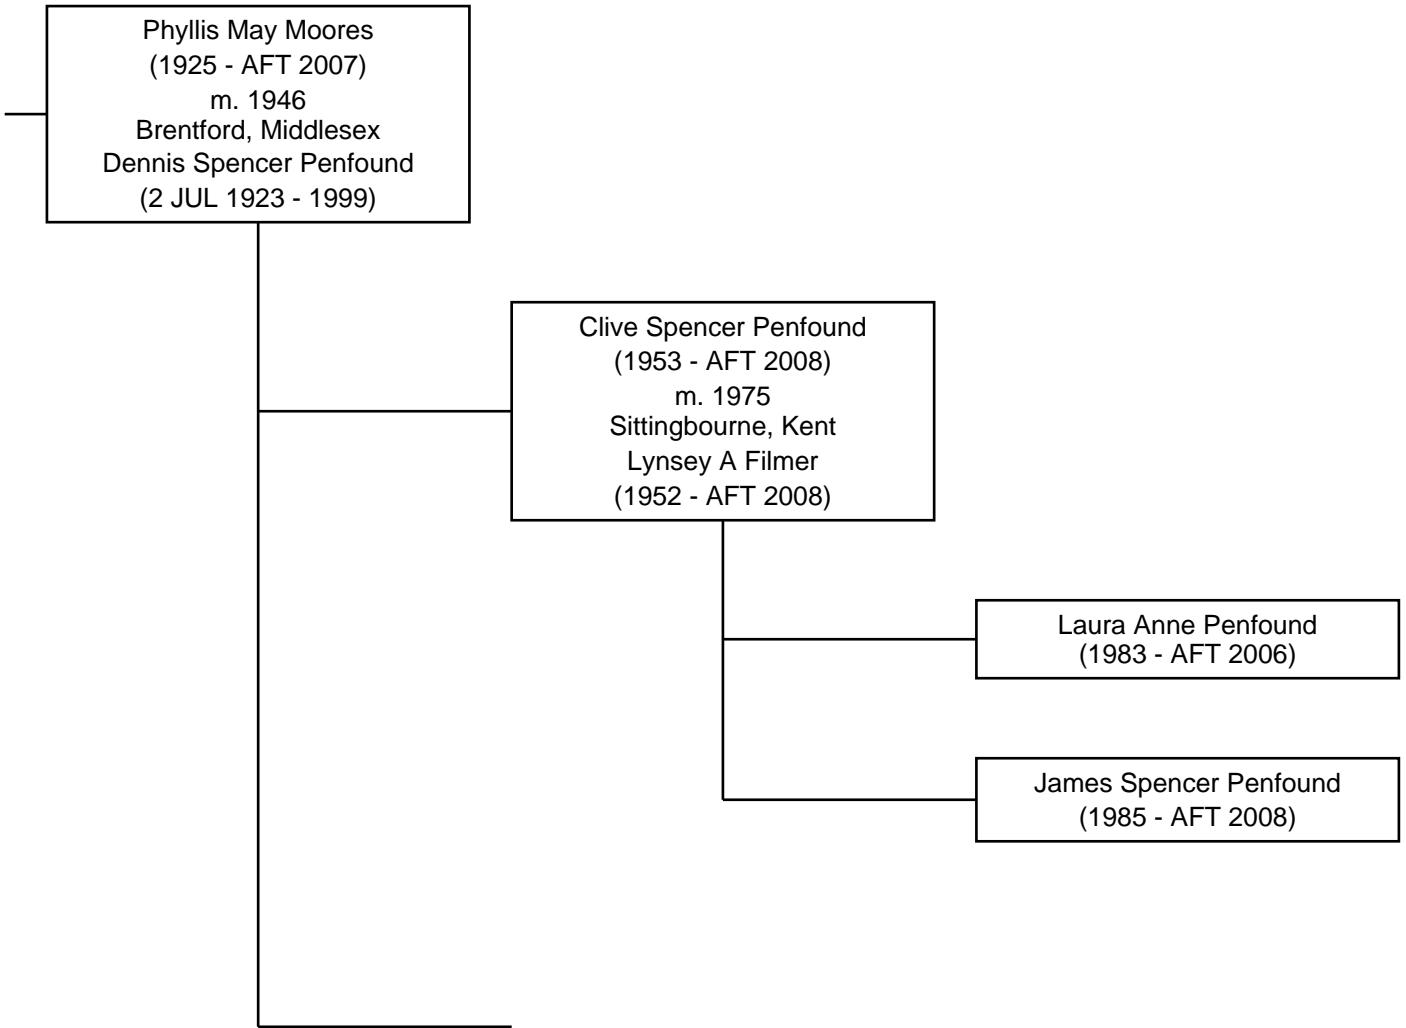 Phyllis May Moores
(1925 - AFT 2007)
m. 1946
Brentford, Middlesex
Dennis Spencer Penfound
(2 JUL 1923 - 1999)
Clive Spencer Penfound
(1953 - AFT 2008)
m. 1975
Sittingbourne, Kent
Lynsey A Filmer
(1952 - AFT 2008)
Laura Anne Penfound
(1983 - AFT 2006)
James Spencer Penfound
(1985 - AFT 2008)